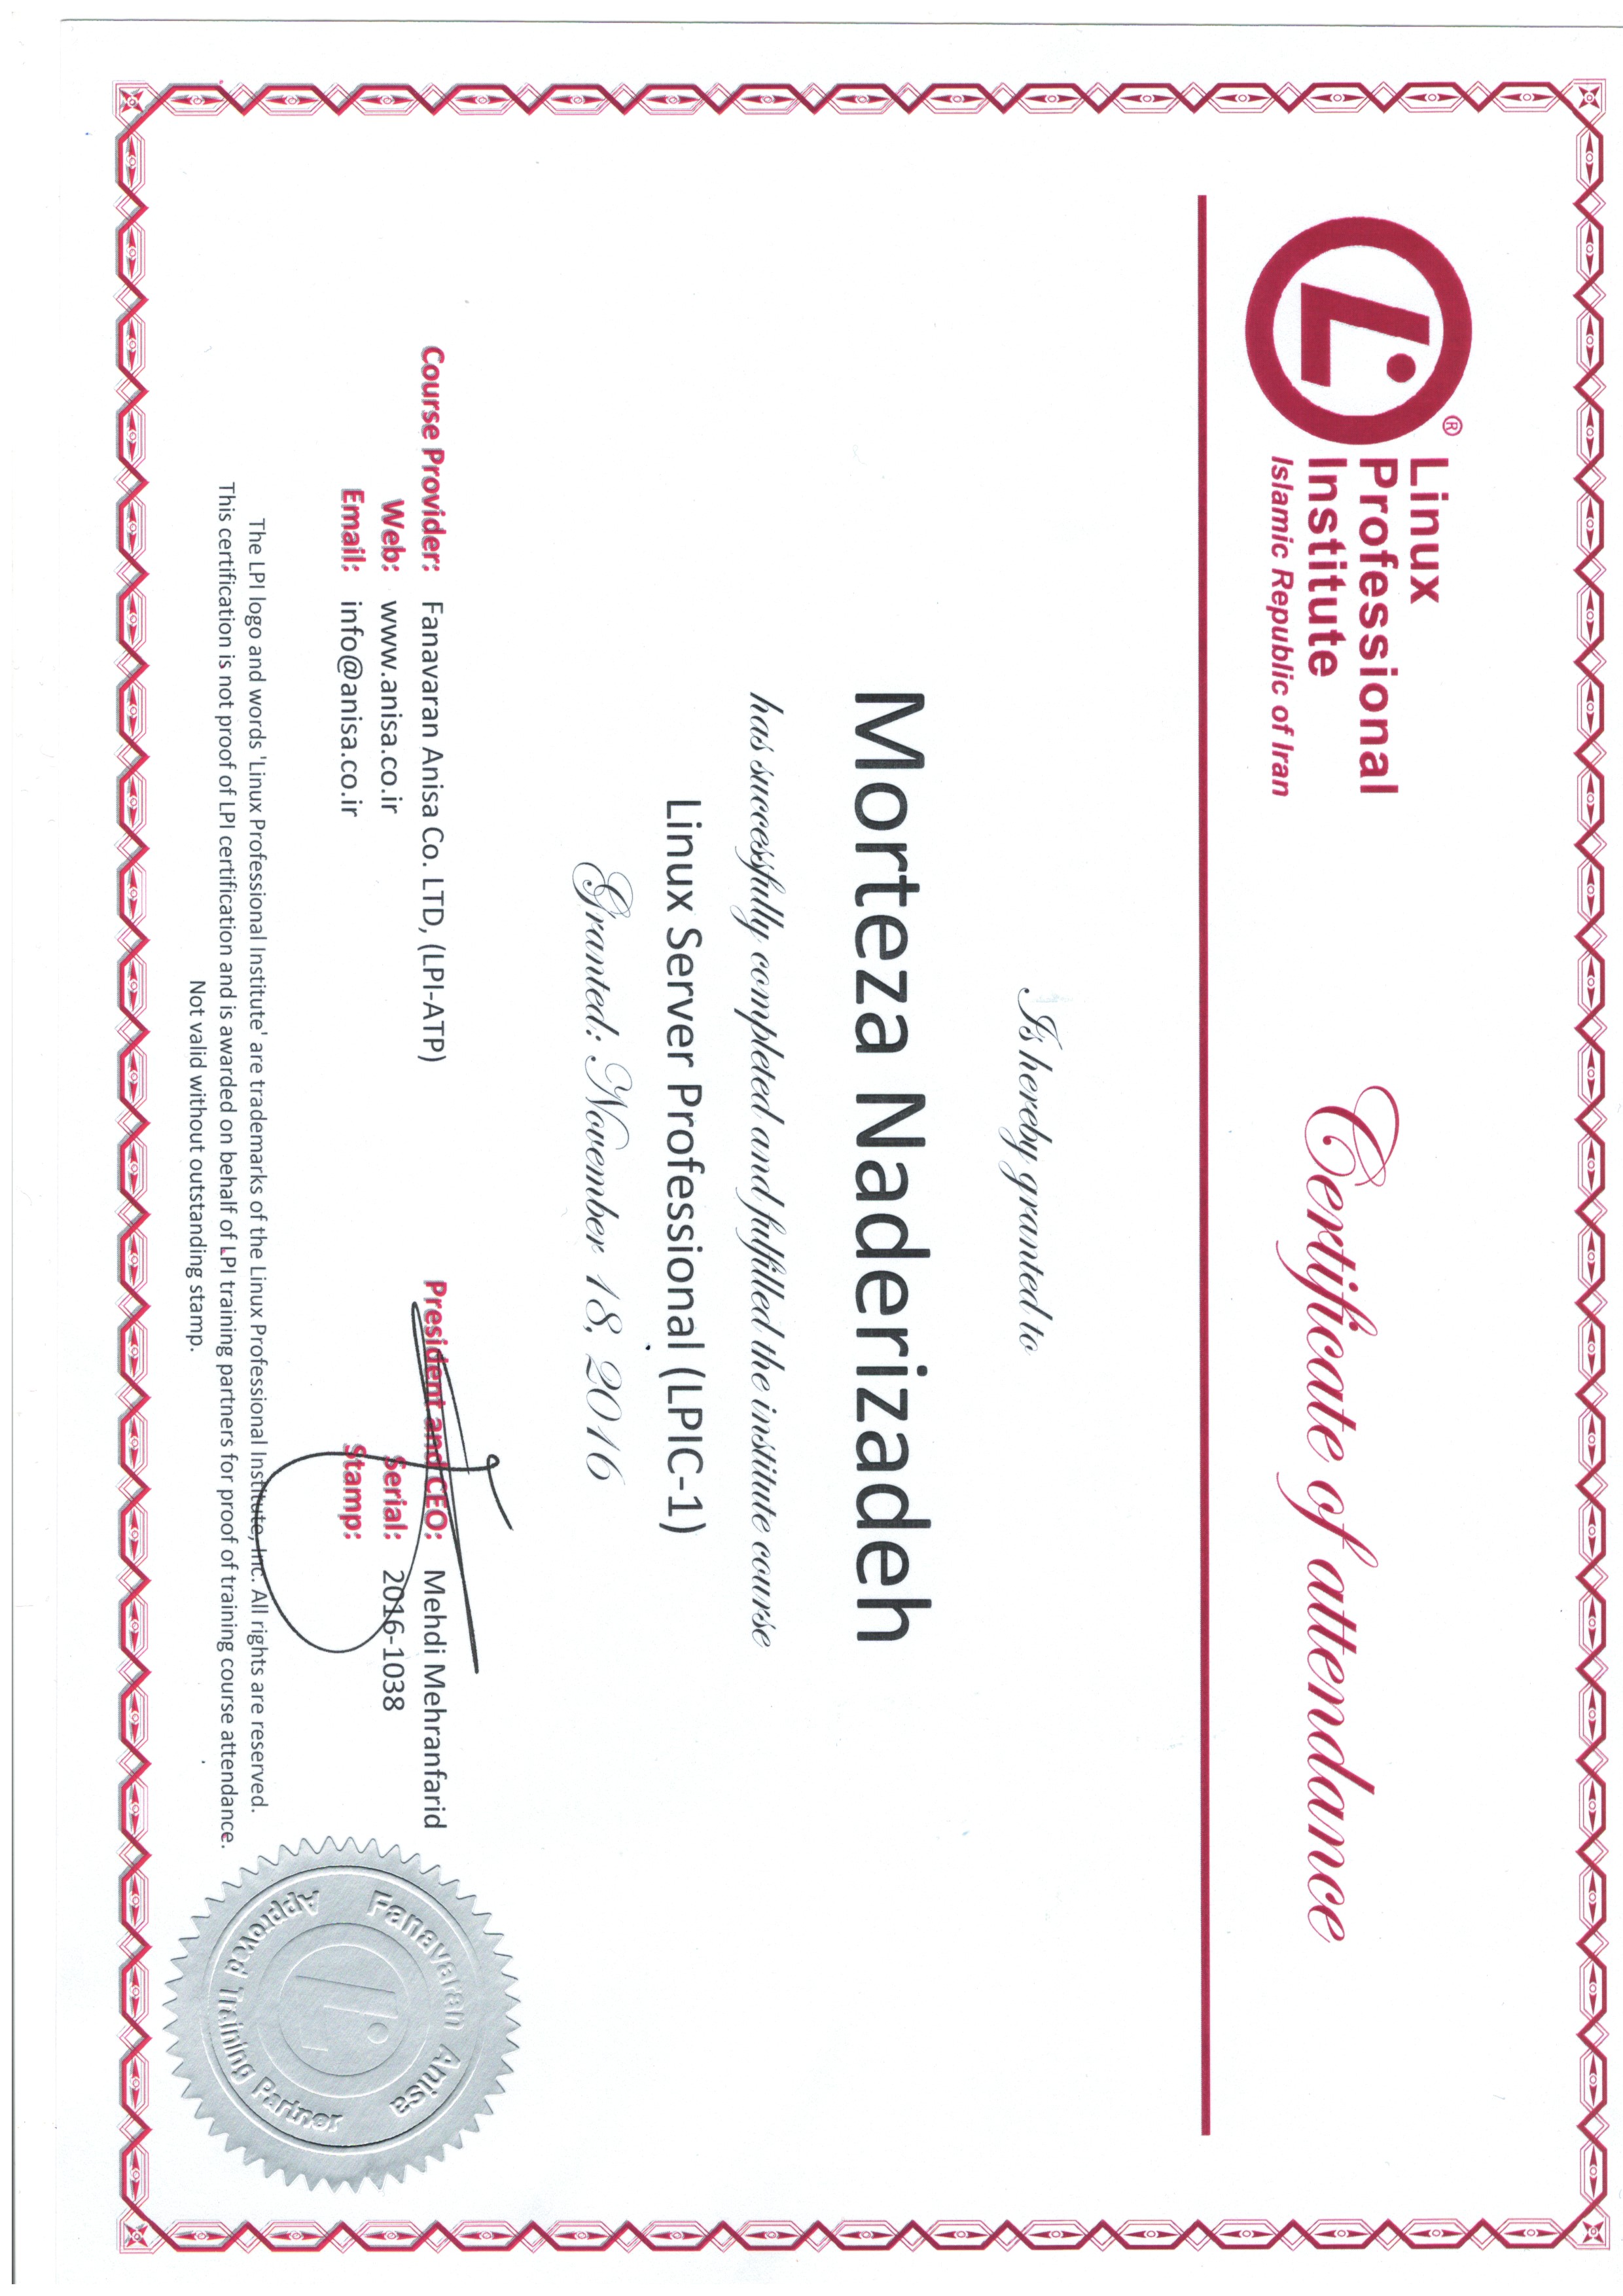 ®
Linux
Professional
Institute
Islamic Republic of Iran
Certificate of attendance
Is hereby granted to
Morteza Naderizadeh
has successfully completed and fulfilled the institute course
Linux Server Professional (LPIC-1)
Granted: November 18, 2016
Course Provider: Fanavaran Anisa Co. LTD, (LPI-ATP)
Web: www.anisa.co.ir
Email: info@anisa.co.ir
President and CEO: Mehdi Mehranfarid
Serial: 2016-1038
Stamp:
Fanavaran Anisa
Approved Training Partner
The LPI logo and words 'Linux Professional Institute' are trademarks of the Linux Professional Institute, Inc. All rights are reserved.
This certification is not proof of LPI certification and is awarded on behalf of LPI training partners for proof of training course attendance.
Not valid without outstanding stamp.